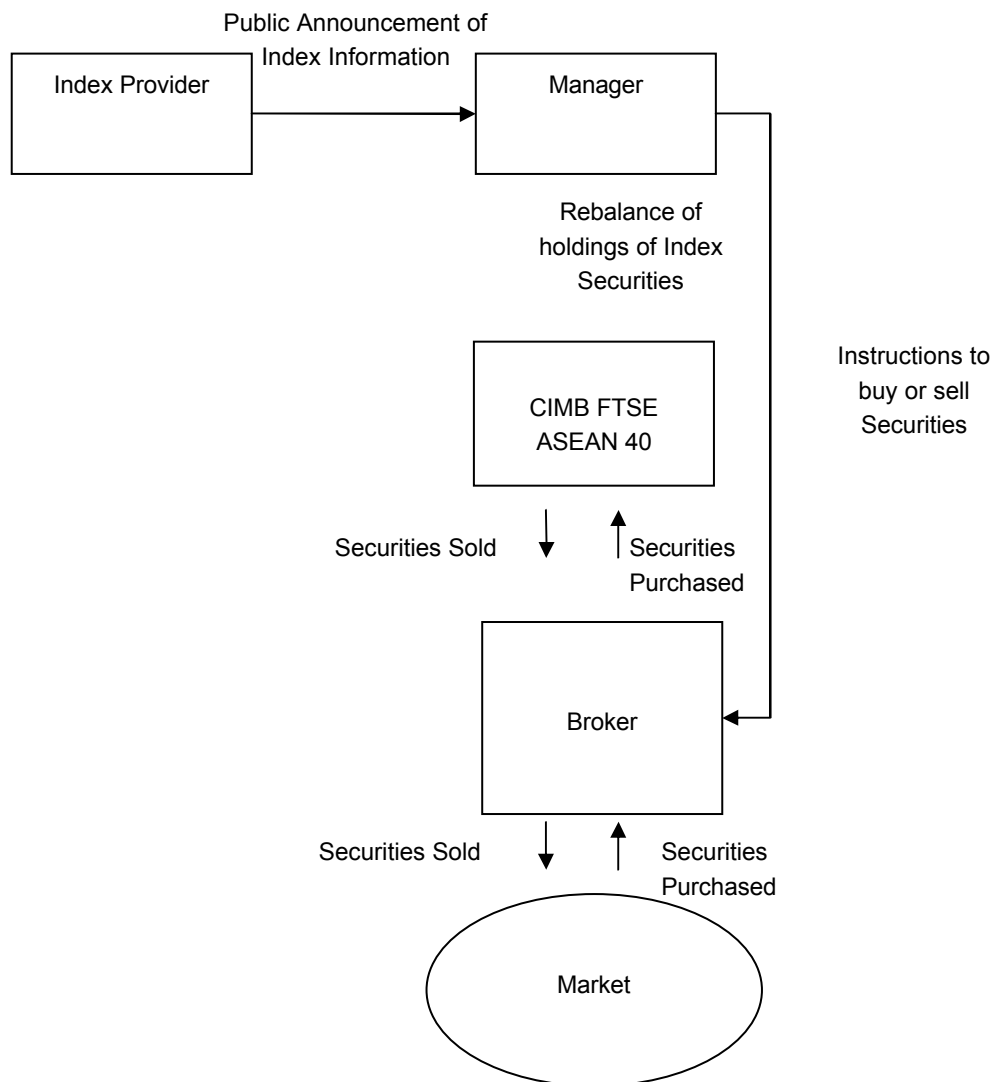 Public Announcement of
Index Information
Index Provider
Manager
Rebalance of
holdings of Index
Securities
Instructions to
buy or sell
Securities
CIMB FTSE
ASEAN 40
Securities Sold
Securities
Purchased
Broker
Securities Sold
Securities
Purchased
Market